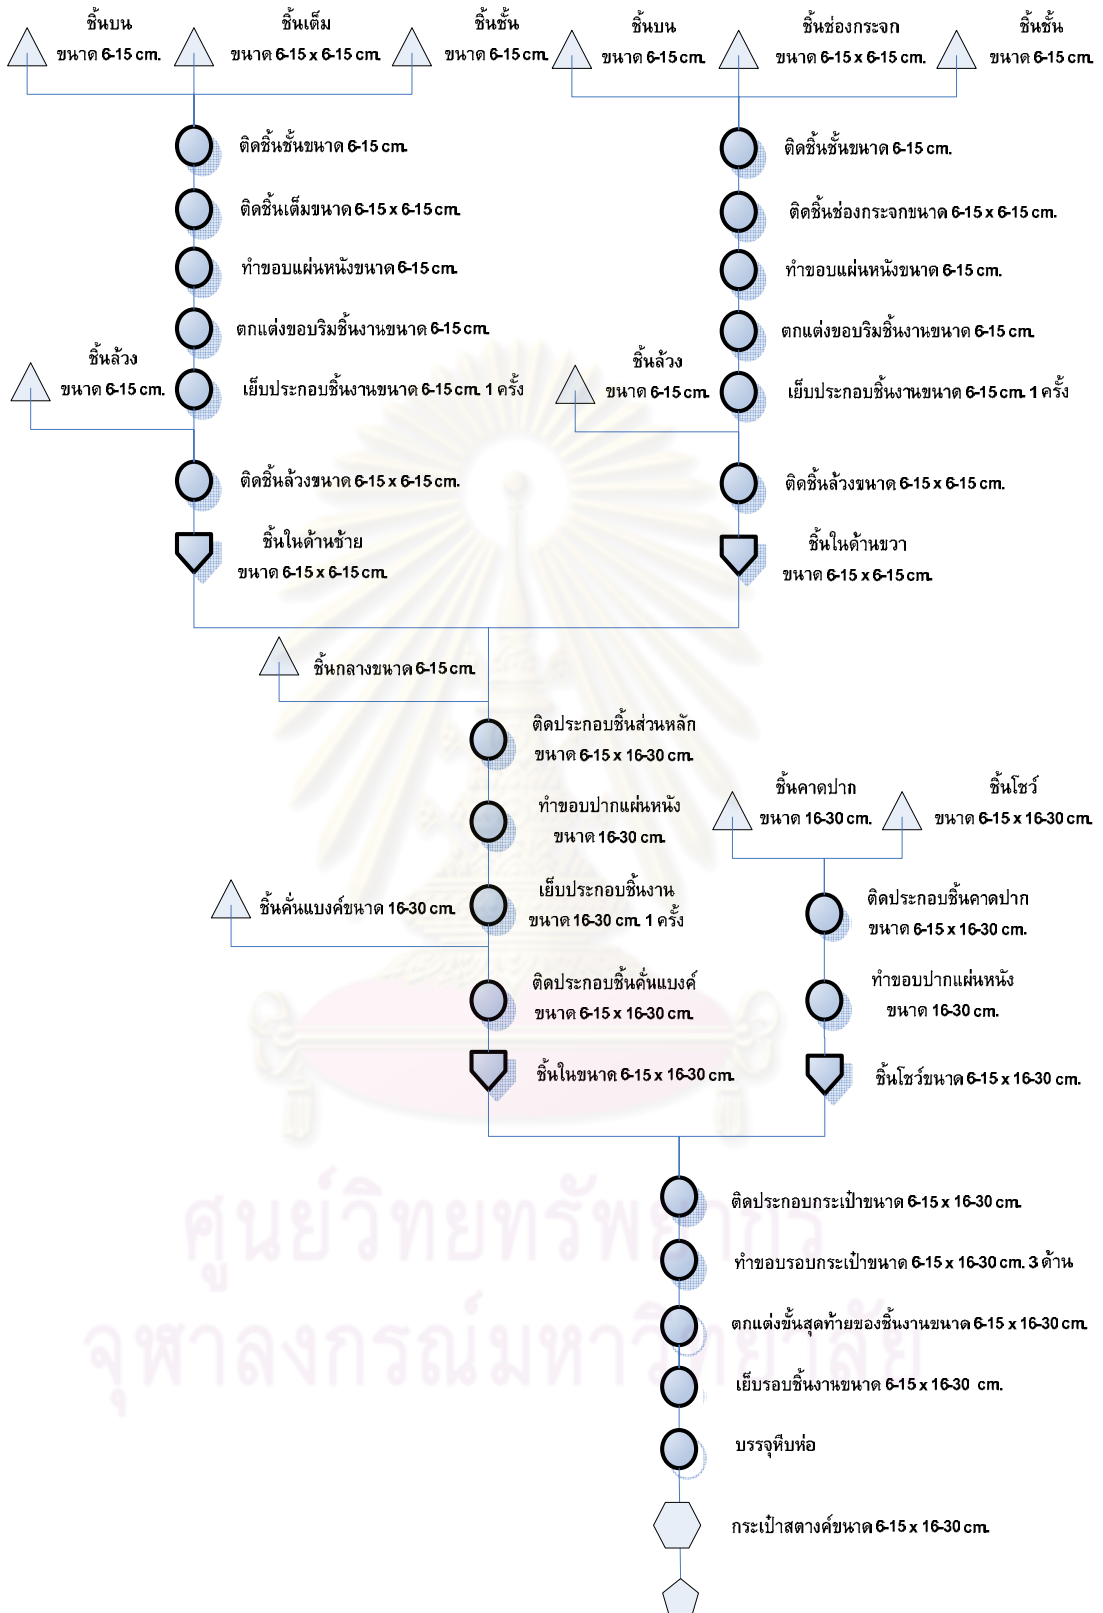 ชิ้นบน
ขนาด 6-15 cm.
ชิ้นเต็ม
ขนาด 6-15 x 6-15 cm.
ชิ้นชั้น
ขนาด 6-15 cm.
ชิ้นบน
ขนาด 6-15 cm.
ชิ้นช่องกระจก
ขนาด 6-15 x 6-15 cm.
ชิ้นชั้น
ขนาด 6-15 cm.
ติดชิ้นชั้นขนาด 6-15 cm.
ติดชิ้นเต็มขนาด 6-15 x 6-15 cm.
ทำขอบแผ่นหนังขนาด 6-15 cm.
ตกแต่งขอบริมชิ้นงานขนาด 6-15 cm.
ชิ้นล้วง
ขนาด 6-15 cm.
เย็บประกอบชิ้นงานขนาด 6-15 cm. 1 ครั้ง
ติดชิ้นล้วงขนาด 6-15 x 6-15 cm.
ชิ้นในด้านซ้าย
ขนาด 6-15 x 6-15 cm.
ติดชิ้นชั้นขนาด 6-15 cm.
ติดชิ้นช่องกระจกขนาด 6-15 x 6-15 cm.
ทำขอบแผ่นหนังขนาด 6-15 cm.
ตกแต่งขอบริมชิ้นงานขนาด 6-15 cm.
ชิ้นล้วง
ขนาด 6-15 cm.
เย็บประกอบชิ้นงานขนาด 6-15 cm. 1 ครั้ง
ติดชิ้นล้วงขนาด 6-15 x 6-15 cm.
ชิ้นในด้านขวา
ขนาด 6-15 x 6-15 cm.
ชิ้นกลางขนาด 6-15 cm.
ติดประกอบชิ้นส่วนหลัก
ขนาด 6-15 x 16-30 cm.
ทำขอบปากแผ่นหนัง
ขนาด 16-30 cm.
เย็บประกอบชิ้นงาน
ขนาด 16-30 cm. 1 ครั้ง
ชิ้นคั่นแบงค์ขนาด 16-30 cm.
ติดประกอบชิ้นคั่นแบงค์
ขนาด 6-15 x 16-30 cm.
ชิ้นในขนาด 6-15 x 16-30 cm.
ชิ้นคาดปาก
ขนาด 16-30 cm.
ชิ้นโชว์
ขนาด 6-15 x 16-30 cm.
ติดประกอบชิ้นคาดปาก
ขนาด 6-15 x 16-30 cm.
ทำขอบปากแผ่นหนัง
ขนาด 16-30 cm.
ชิ้นโชว์ขนาด 6-15 x 16-30 cm.
ติดประกอบกระเป๋าขนาด 6-15 x 16-30 cm.
ทำขอบรอบกระเป๋าขนาด 6-15 x 16-30 cm. 3 ด้าน
ตกแต่งขั้นสุดท้ายของชิ้นงานขนาด 6-15 x 16-30 cm.
เย็บรอบชิ้นงานขนาด 6-15 x 16-30 cm.
บรรจุหีบห่อ
กระเป๋าสตางค์ขนาด 6-15 x 16-30 cm.
ศูนย์วิทยทรัพยากร
จุฬาลงกรณ์มหาวิทยาลัย